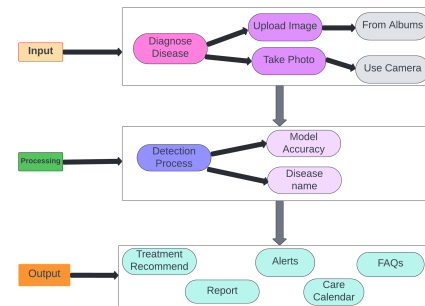 Input
Diagnose
Disease
Upload Image
Take Photo
From Albums
Use Camera
Processing
Detection
Process
Model
Accuracy
Disease
name
Output
Treatment
Recommend
Report
Alerts
Care
Calendar
FAQs